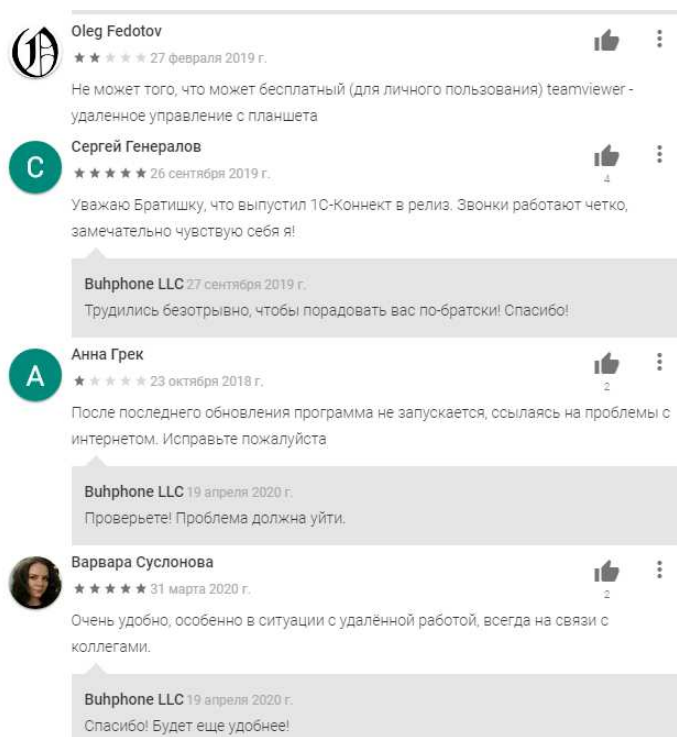 Oleg Fedotov
27 февраля 2019 г.
Не может того, что может бесплатный (для личного пользования) teamviewer -
удаленное управление с планшета
С
Сергей Генералов
26 сентября 2019 г.
4
Уважаю Братишку, что выпустил 1С-Коннект в релиз. Звонки работают четко,
замечательно чувствую себя я!
Buhphone LLC 27 сентября 2019 г.
Трудились безотрывно, чтобы порадовать вас по-братски! Спасибо!
А
Анна Грек
23 октября 2018 г.
2
После последнего обновления программа не запускается, ссылаясь на проблемы с
интернетом. Исправьте пожалуйста
Buhphone LLC 19 апреля 2020 г.
Проверьете! Проблема должна уйти.
Варвара Суслонова
31 марта 2020 г.
2
Очень удобно, особенно в ситуации с удалённой работой, всегда на связи с
коллегами.
Buhphone LLC 19 апреля 2020 г.
Спасибо! Будет еще удобнее!